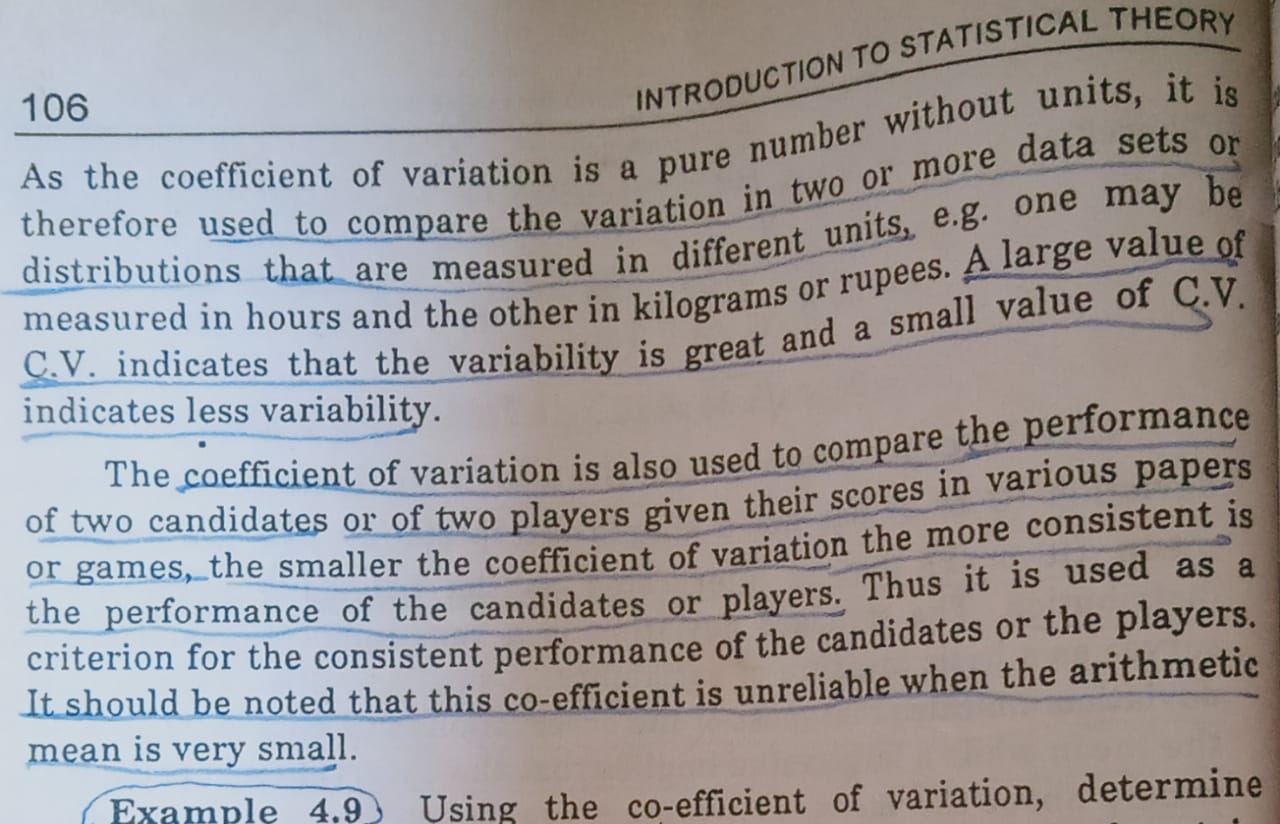 INTRODUCTION TO STATISTICAL THEORY
106
As the coefficient of variation is a pure number without units, it is
therefore used to compare the variation in two or more data sets or
distributions that are measured in different units, e.g. one may be
measured in hours and the other in kilograms or rupees. A large value of
C.V. indicates that the variability is great and a small value of C.V.
indicates less variability.
The coefficient of variation is also used to compare the performance
of two candidates or of two players given their scores in various papers
or games, the smaller the coefficient of variation the more consistent is
the performance of the candidates or players. Thus it is used as a
criterion for the consistent performance of the candidates or the players.
It should be noted that this co-efficient is unreliable when the arithmetic
mean is very small.
Example 4.9 Using the co-efficient of variation, determine